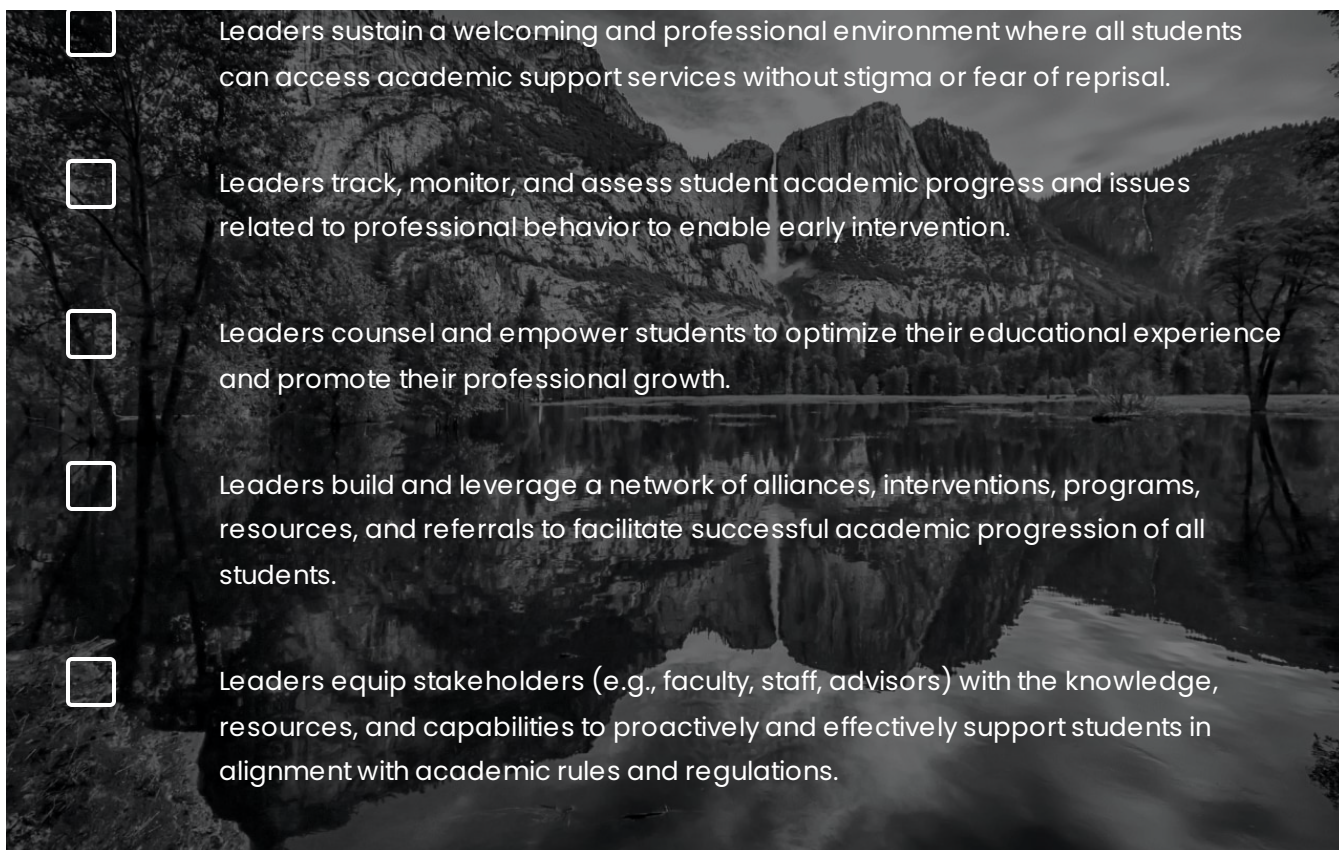 Leaders sustain a welcoming and professional environment where all students
can access academic support services without stigma or fear of reprisal.
Leaders track, monitor, and assess student academic progress and issues
related to professional behavior to enable early intervention.
Leaders counsel and empower students to optimize their educational experience
and promote their professional growth.
Leaders build and leverage a network of alliances, interventions, programs,
resources, and referrals to facilitate successful academic progression of all
students.
Leaders equip stakeholders (e.g., faculty, staff, advisors) with the knowledge,
resources, and capabilities to proactively and effectively support students in
alignment with academic rules and regulations.